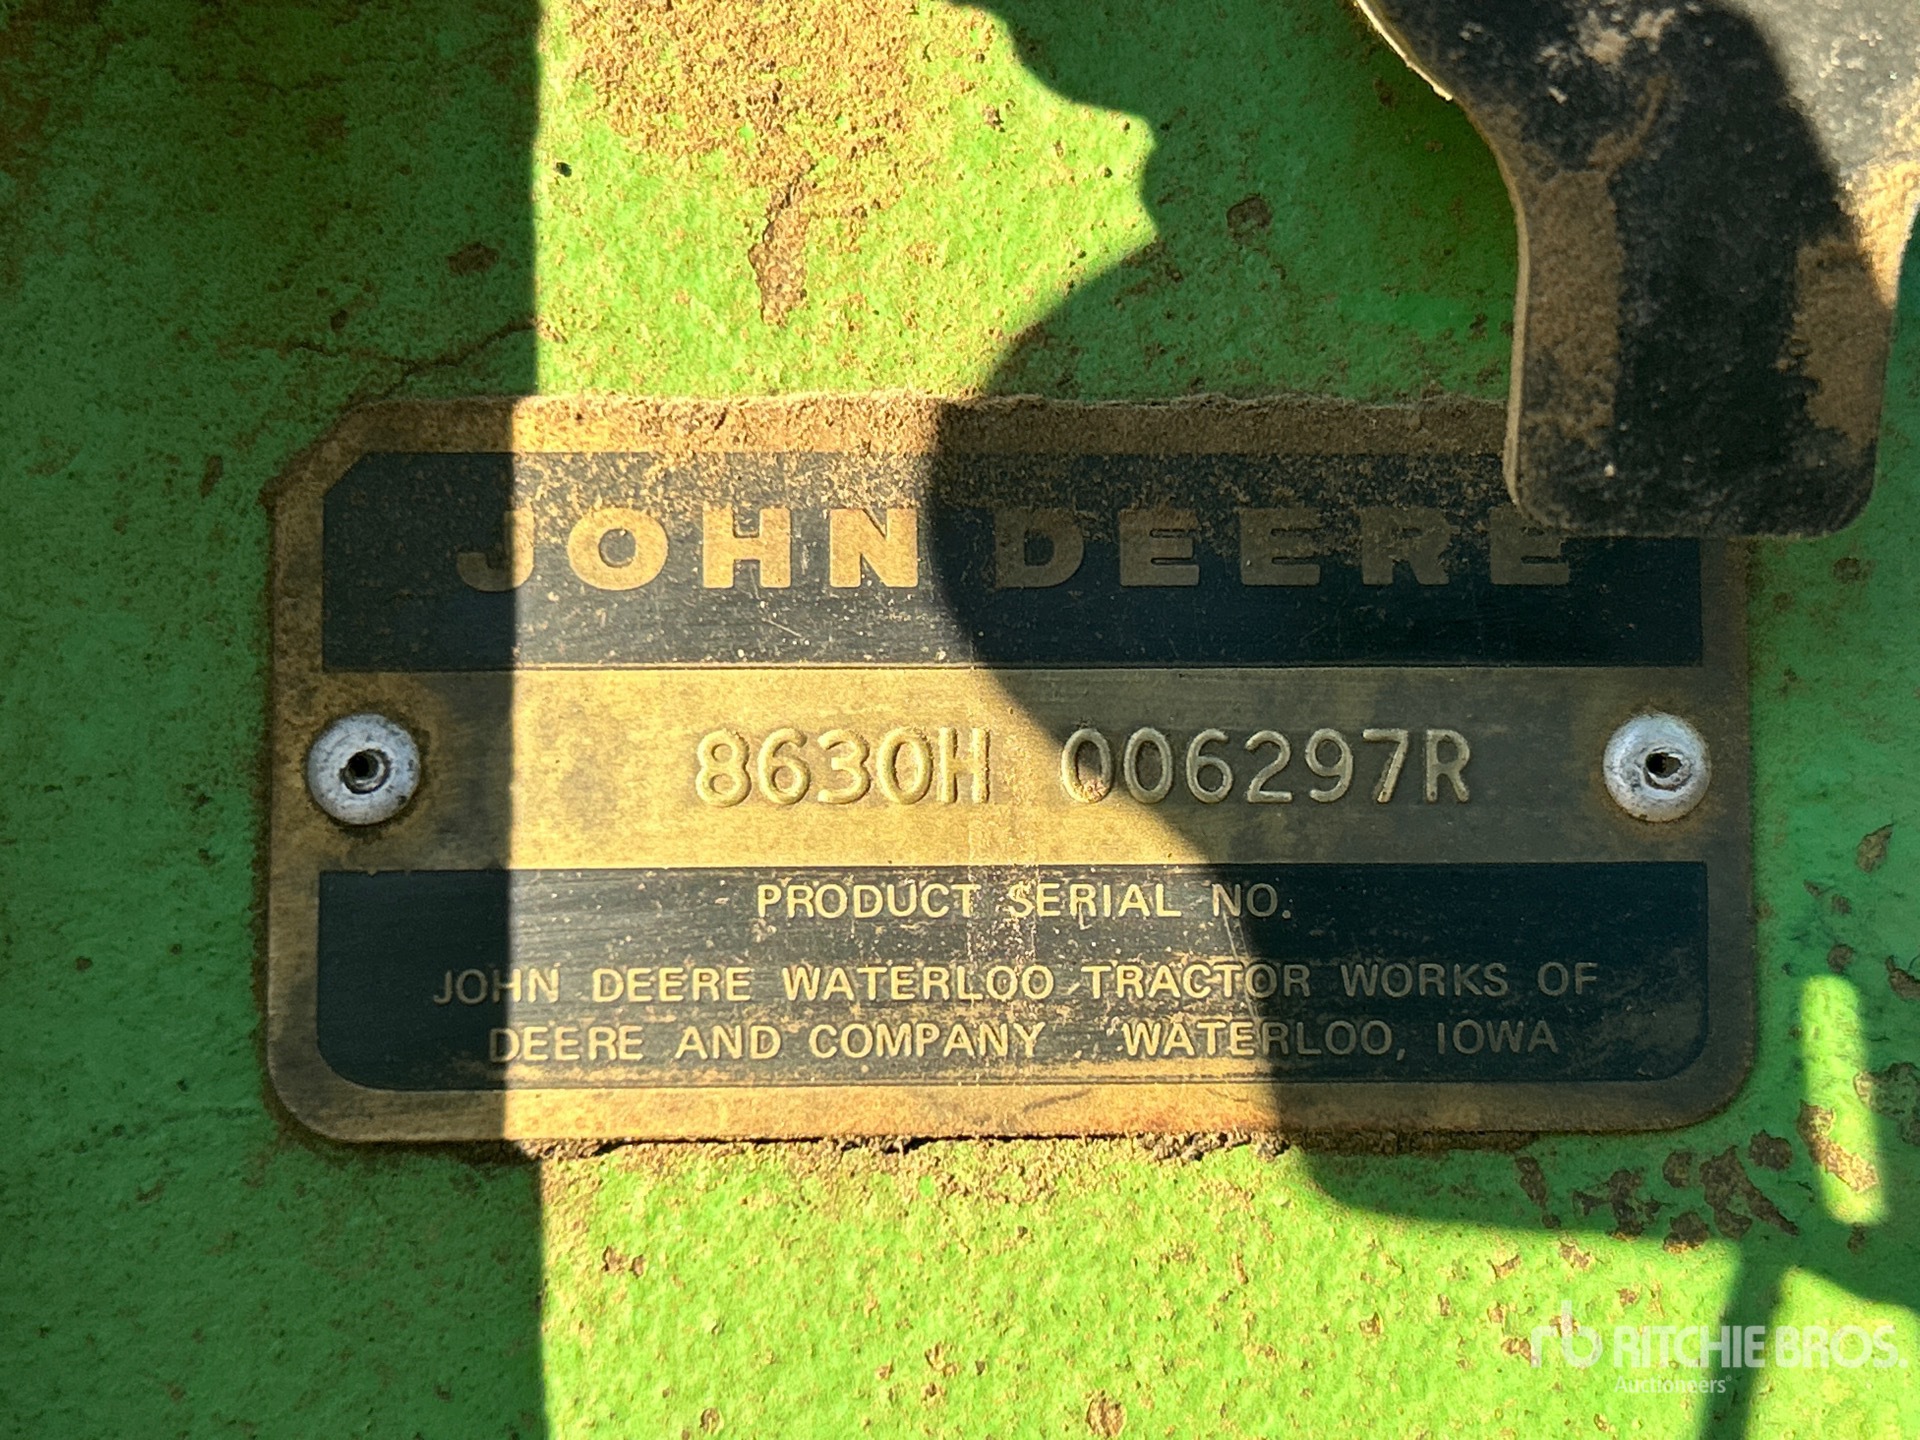 JOHN DEERE
8630H 006297R
PRODUCT SERIAL NO.
JOHN DEERE WATERLOO TRACTOR WORKS OF
DEERE AND COMPANY, WATERLOO, IOWA
rb RITCHIE BROS.
Auctioneers